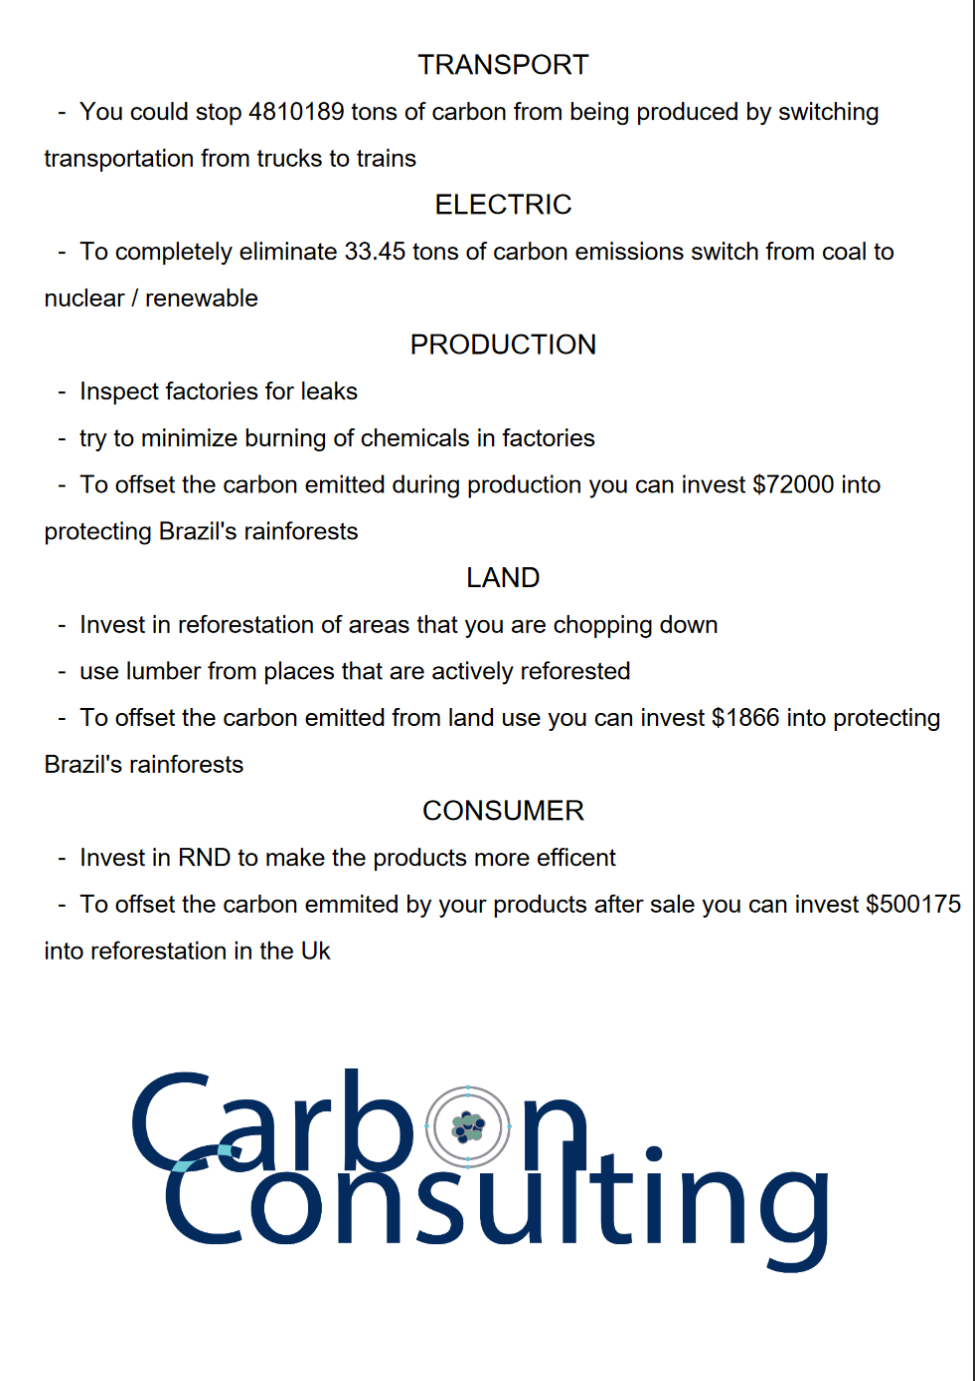 TRANSPORT
- You could stop 4810189 tons of carbon from being produced by switching
transportation from trucks to trains
ELECTRIC
- To completely eliminate 33.45 tons of carbon emissions switch from coal to
nuclear / renewable
PRODUCTION
- Inspect factories for leaks
- try to minimize burning of chemicals in factories
- To offset the carbon emitted during production you can invest $72000 into
protecting Brazil's rainforests
LAND
- Invest in reforestation of areas that you are chopping down
- use lumber from places that are actively reforested
- To offset the carbon emitted from land use you can invest $1866 into protecting
Brazil's rainforests
CONSUMER
- Invest in RND to make the products more efficent
- To offset the carbon emmited by your products after sale you can invest $500175
into reforestation in the Uk
Carbon
Consulting